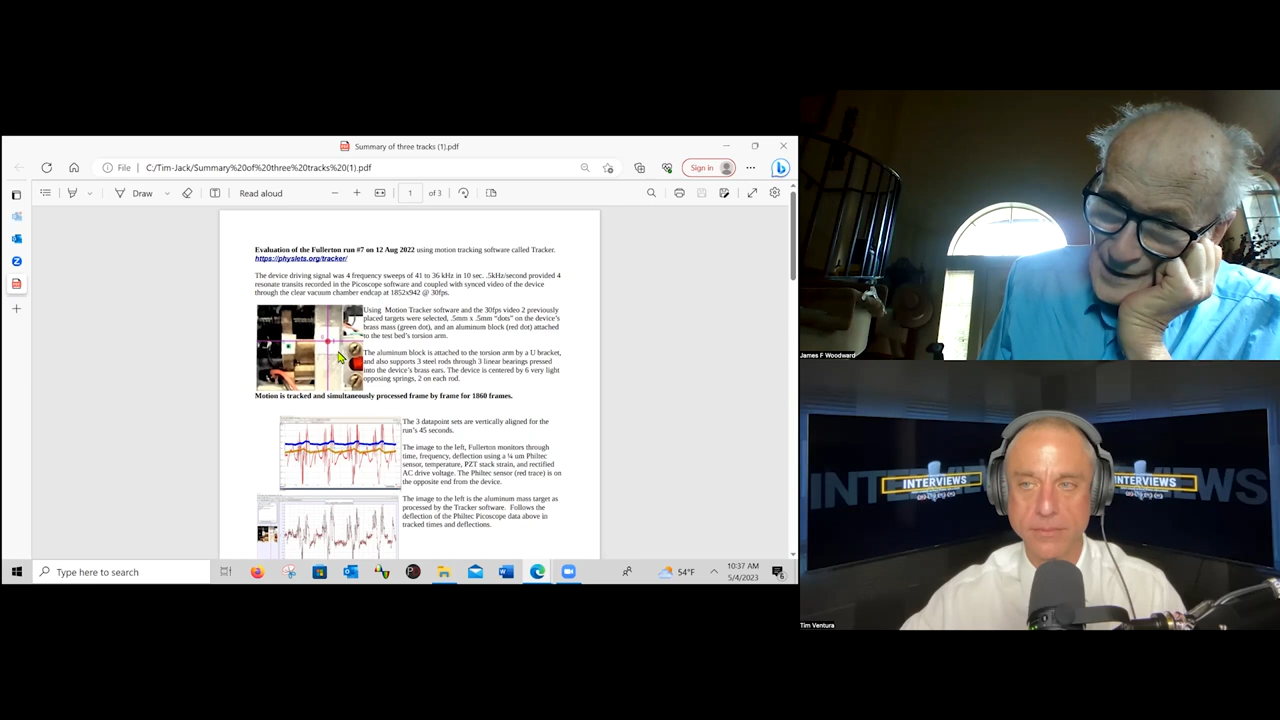 Summary of three tracks (1).pdf
File
C:/Tim-Jack/Summary%20of%20three%20tracks%20(1).pdf
Sign in
Draw
Read aloud
1
of 3
Evaluation of the Fullerton run #7 on 12 Aug 2022 using motion tracking software called Tracker.
https://physlets.org/tracker/
The device driving signal was 4 frequency sweeps of 41 to 36 kHz in 10 sec. .5kHz/second provided 4
resonate transits recorded in the Picoscope software and coupled with synced video of the device
through the clear vacuum chamber endcap at 1852x942 @ 30fps.
Using Motion Tracker software and the 30fps video 2 previously
placed targets were selected, .5mm x .5mm “dots” on the device’s
brass mass (green dot), and an aluminum block (red dot) attached
to the test bed’s torsion arm.
The aluminum block is attached to the torsion arm by a U bracket,
and also supports 3 steel rods through 3 linear bearings pressed
into the device’s brass ears. The device is centered by 6 very light
opposing springs, 2 on each rod.
Motion is tracked and simultaneously processed frame by frame for 1860 frames.
The 3 datapoint sets are vertically aligned for the
run’s 45 seconds.
The image to the left, Fullerton monitors through
time, frequency, deflection using a ¼ um Philtec
sensor, temperature, PZT stack strain, and rectified
AC drive voltage. The Philtec sensor (red trace) is on
the opposite end from the device.
The image to the left is the aluminum mass target as
processed by the Tracker software. Follows the
deflection of the Philtec Picoscope data above in
tracked times and deflections.
Type here to search
54°F
10:37 AM
5/4/2023
6
James F Woodward
INTERVIEWS
INTERVIEWS
Tim Ventura